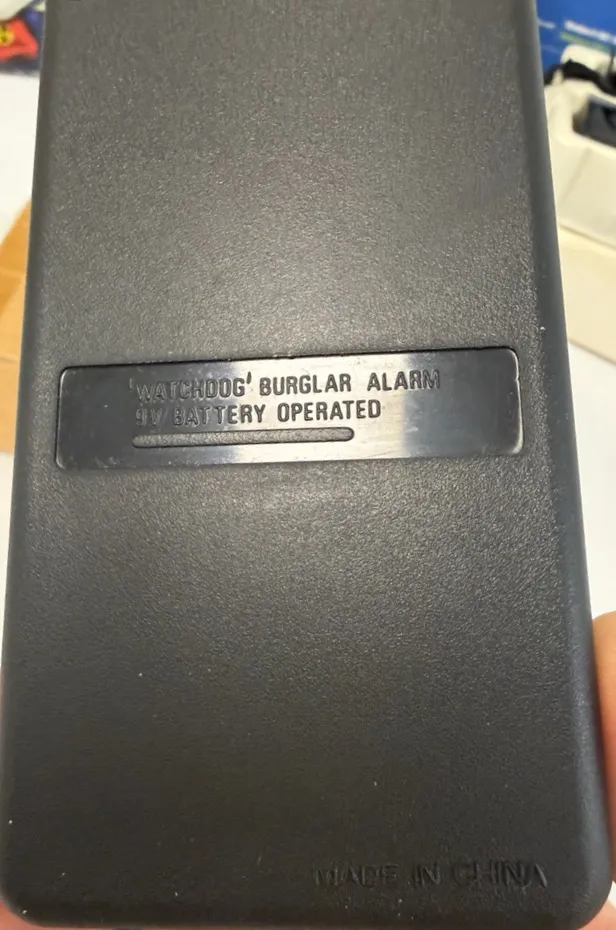 'WATCHDOG' BURGLAR ALARM
9V BATTERY OPERATED
MADE IN CHINA